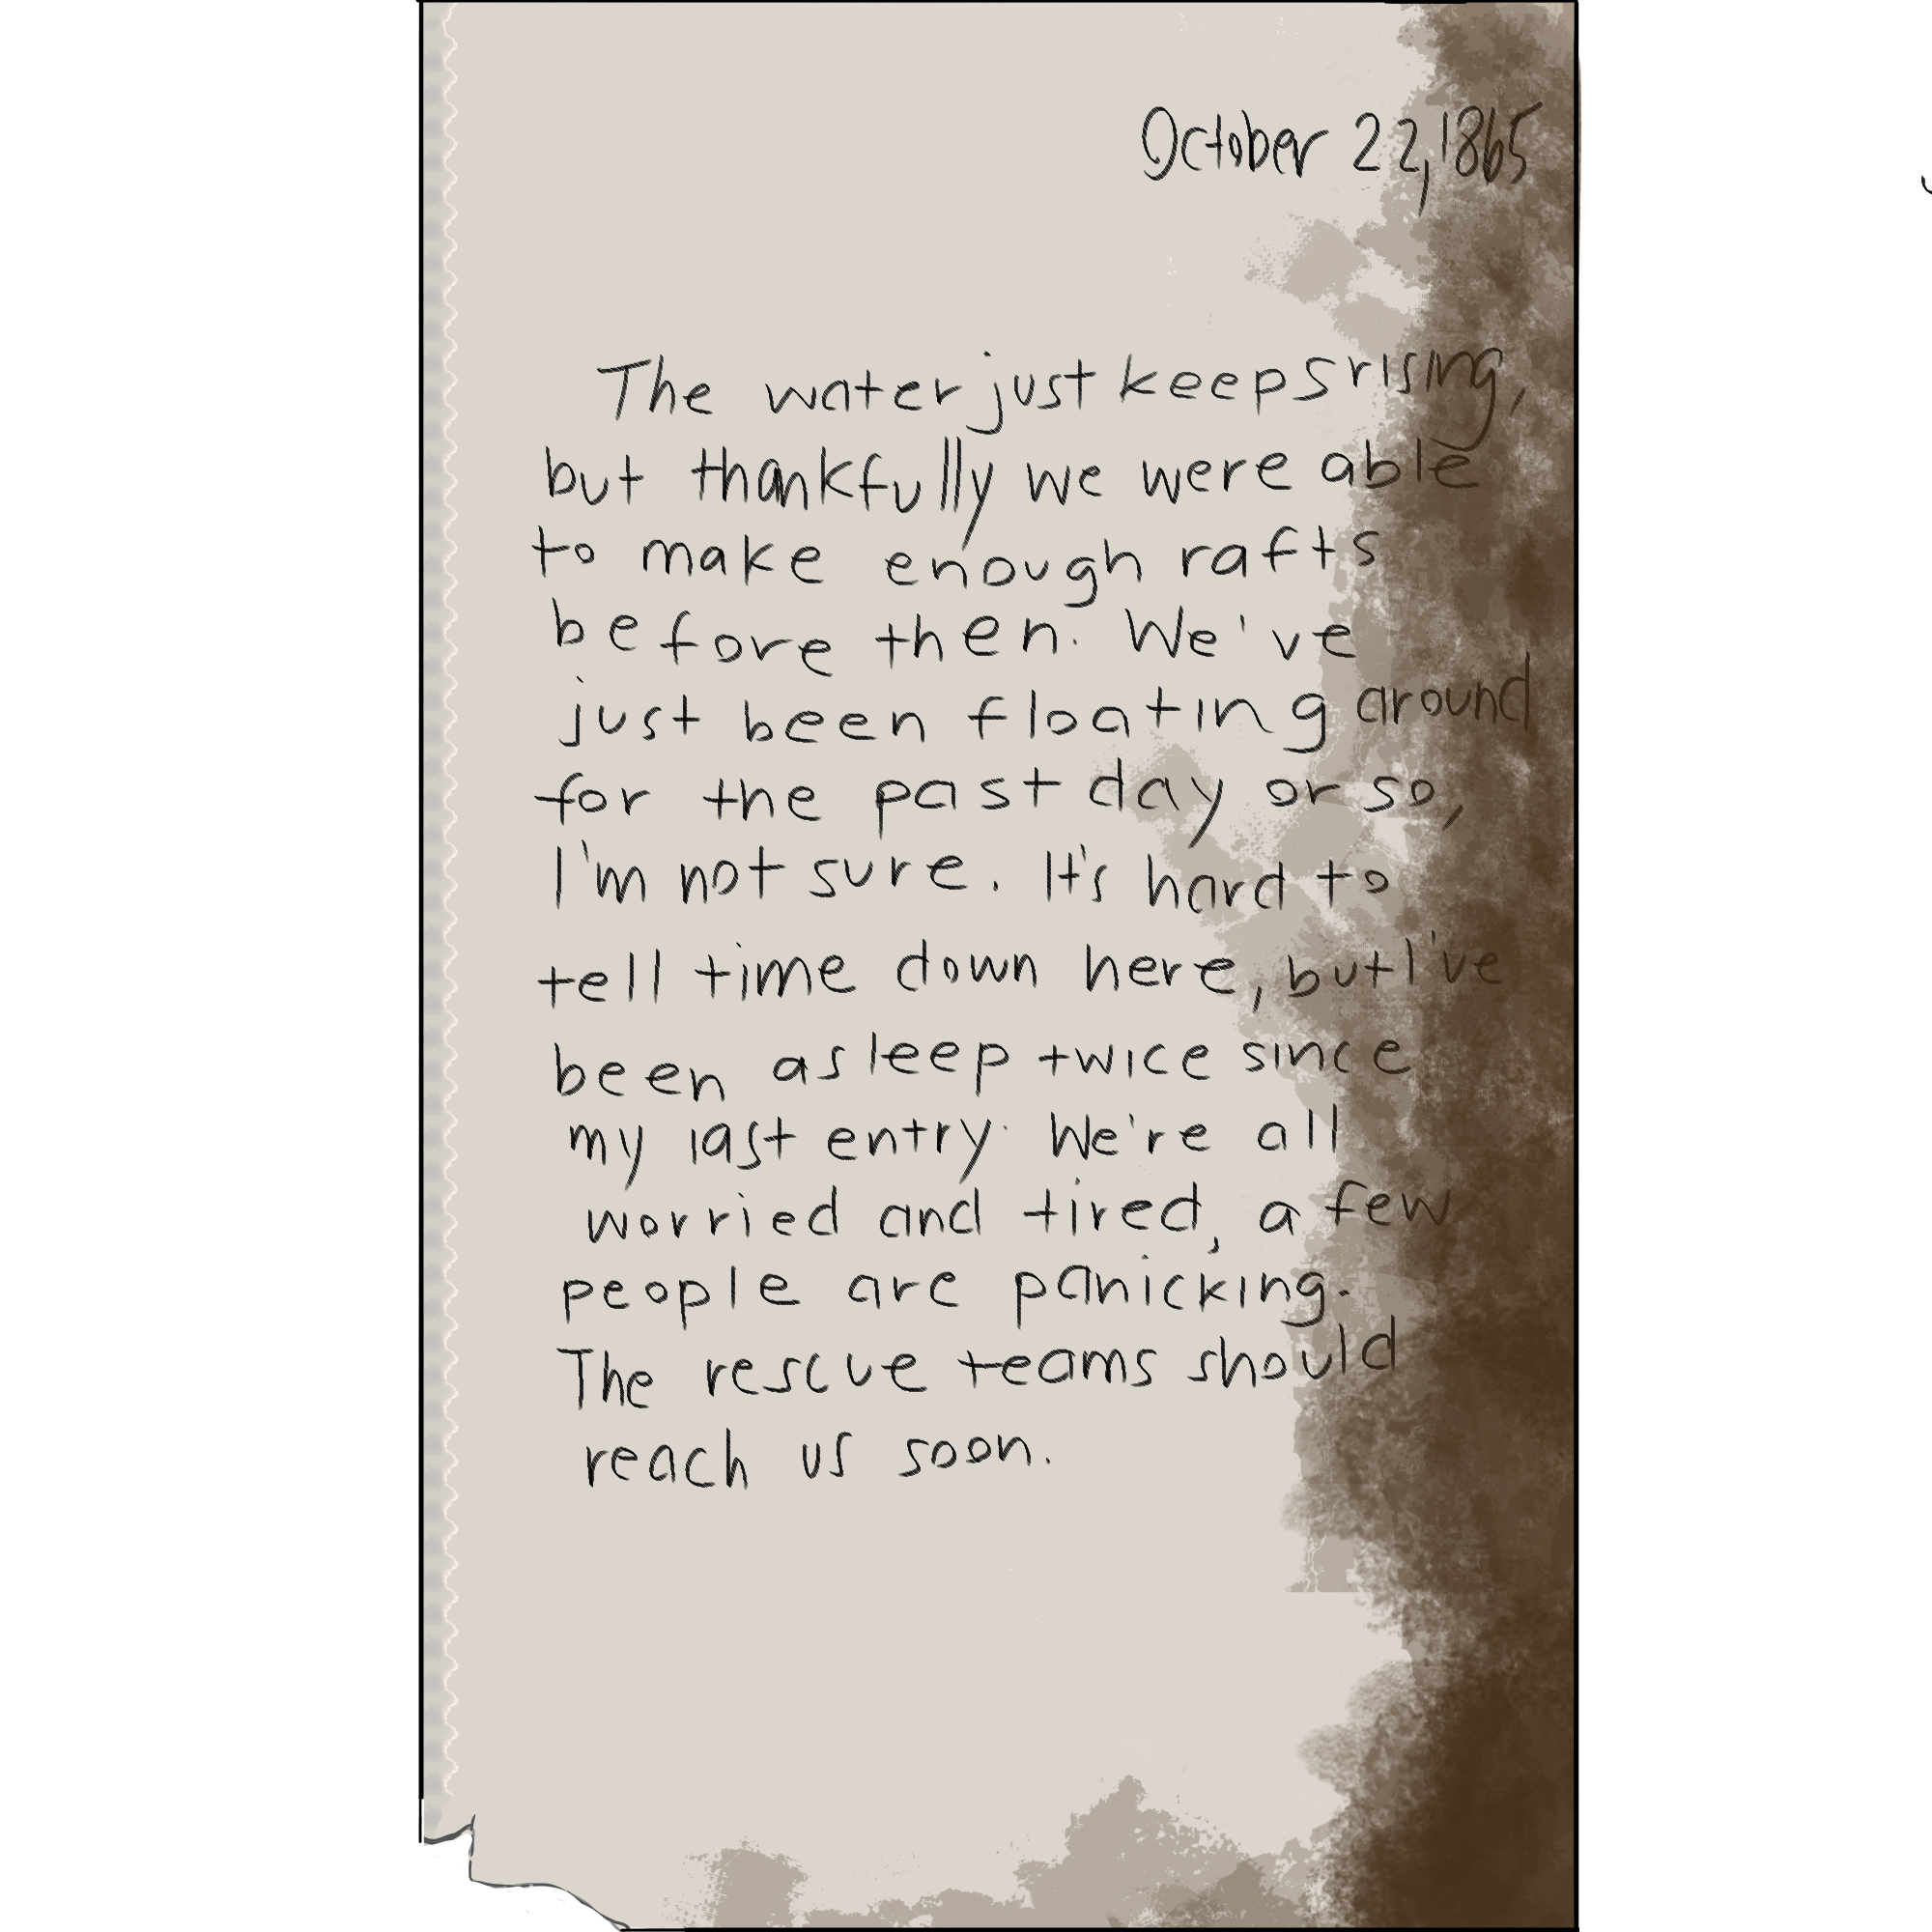 October 22, 1865
The water just keeps rising,
but thankfully we were able
to make enough rafts
before then. We've
just been floating around
for the past day or so,
I'm not sure. It's hard to
tell time down here, but I've
been asleep twice since
my last entry. We're all
worried and tired, a few
people are panicking.
The rescue teams should
reach us soon.